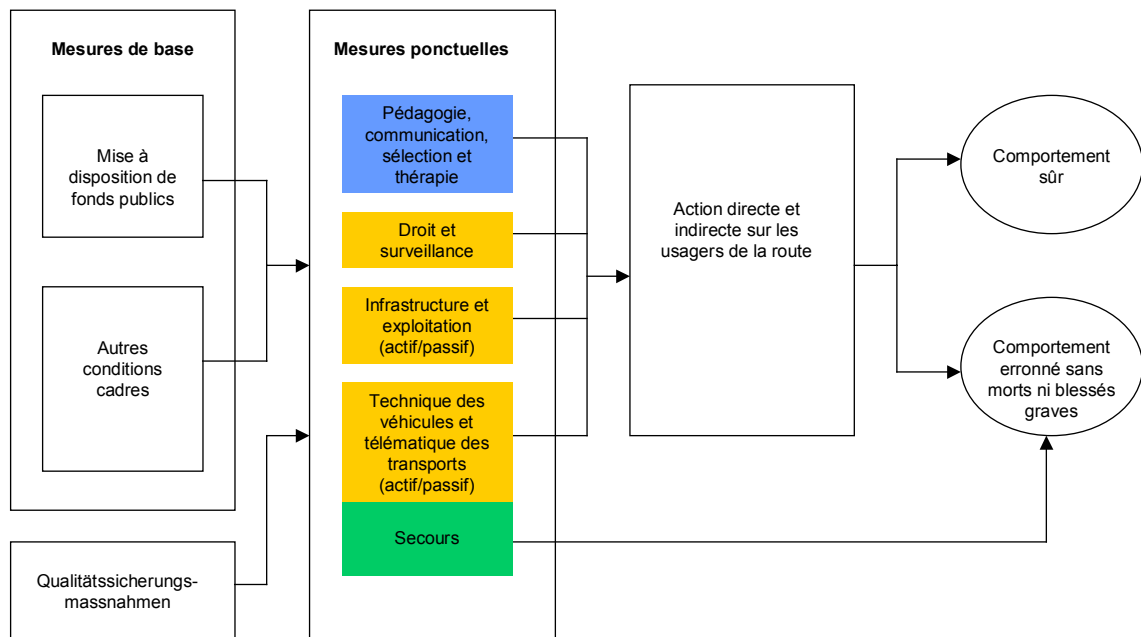 Mesures de base
Mise à
disposition de
fonds publics
Autres
conditions
cadres
Qualitätssicherungs-
massnahmen
Mesures ponctuelles
Pédagogie,
communication,
sélection et
thérapie
Droit et
surveillance
Infrastructure et
exploitation
(actif/passif)
Technique des
véhicules et
télématique des
transports
(actif/passif)
Secours
Action directe et
indirecte sur les
usagers de la route
Comportement
sûr
Comportement
erronné sans
morts ni blessés
graves